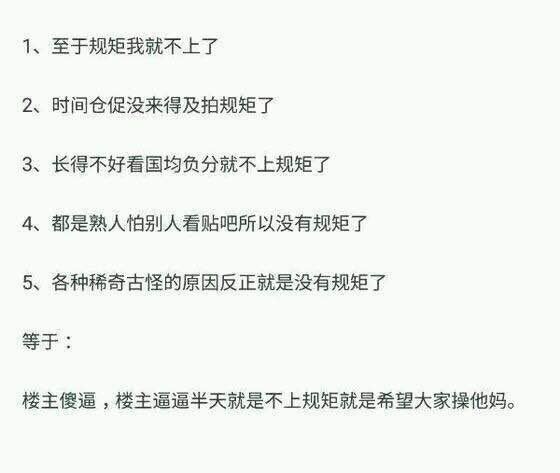 1、至于规矩我就不上了
2、时间仓促没来得及拍规矩了
3、长得不好看国均负分就不上规矩了
4、都是熟人怕别人看贴吧所以没有规矩了
5、各种稀奇古怪的原因反正就是没有规矩了
等于：
楼主傻逼，楼主逼逼半天就是不上规矩就是希望大家操他妈。